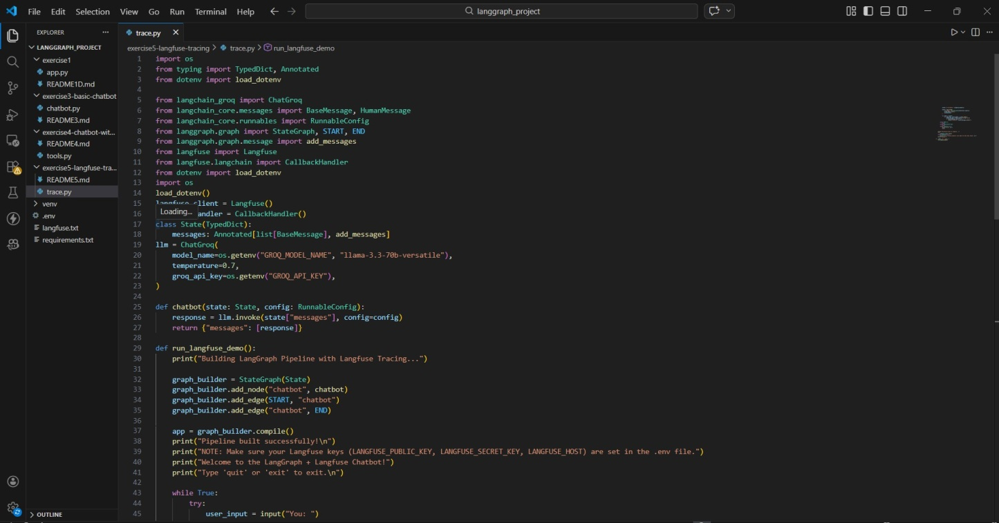 File Edit Selection View Go Run Terminal Help
langgraph_project
EXPLORER
LANGGRAPH_PROJECT
exercise1
app.py
README1D.md
exercise3-basic-chatbot
chatbot.py
README3.md
exercise4-chatbot-wit...
README4.md
tools.py
exercise5-langfuse-tra...
README5.md
trace.py
venv
.env
langfuse.txt
requirements.txt
OUTLINE
trace.py
exercise5-langfuse-tracing > trace.py > run_langfuse_demo
1 import os
2 from typing import TypedDict, Annotated
3 from dotenv import load_dotenv
4
5 from langchain_groq import ChatGroq
6 from langchain_core.messages import BaseMessage, HumanMessage
7 from langchain_core.runnables import RunnableConfig
8 from langgraph.graph import StateGraph, START, END
9 from langgraph.graph.message import add_messages
10 from langfuse import Langfuse
11 from langfuse.langchain import CallbackHandler
12 from dotenv import load_dotenv
13 import os
14 load_dotenv()
15 langfuse_client = Langfuse()
16 Loading... andler = CallbackHandler()
17 class State(TypedDict):
18 messages: Annotated[list[BaseMessage], add_messages]
19 llm = ChatGroq(
20 model_name=os.getenv("GROQ_MODEL_NAME", "llama-3.3-70b-versatile"),
21 temperature=0.7,
22 groq_api_key=os.getenv("GROQ_API_KEY"),
23 )
24
25 def chatbot(state: State, config: RunnableConfig):
26 response = llm.invoke(state["messages"], config=config)
27 return {"messages": [response]}
28
29 def run_langfuse_demo():
30 print("Building LangGraph Pipeline with Langfuse Tracing...")
31
32 graph_builder = StateGraph(State)
33 graph_builder.add_node("chatbot", chatbot)
34 graph_builder.add_edge(START, "chatbot")
35 graph_builder.add_edge("chatbot", END)
36
37 app = graph_builder.compile()
38 print("Pipeline built successfully!\n")
39 print("NOTE: Make sure your Langfuse keys (LANGFUSE_PUBLIC_KEY, LANGFUSE_SECRET_KEY, LANGFUSE_HOST) are set in the .env file.")
40 print("Welcome to the LangGraph + Langfuse Chatbot!")
41 print("Type 'quit' or 'exit' to exit.\n")
42
43 while True:
44 try:
45 user_input = input("You: ")